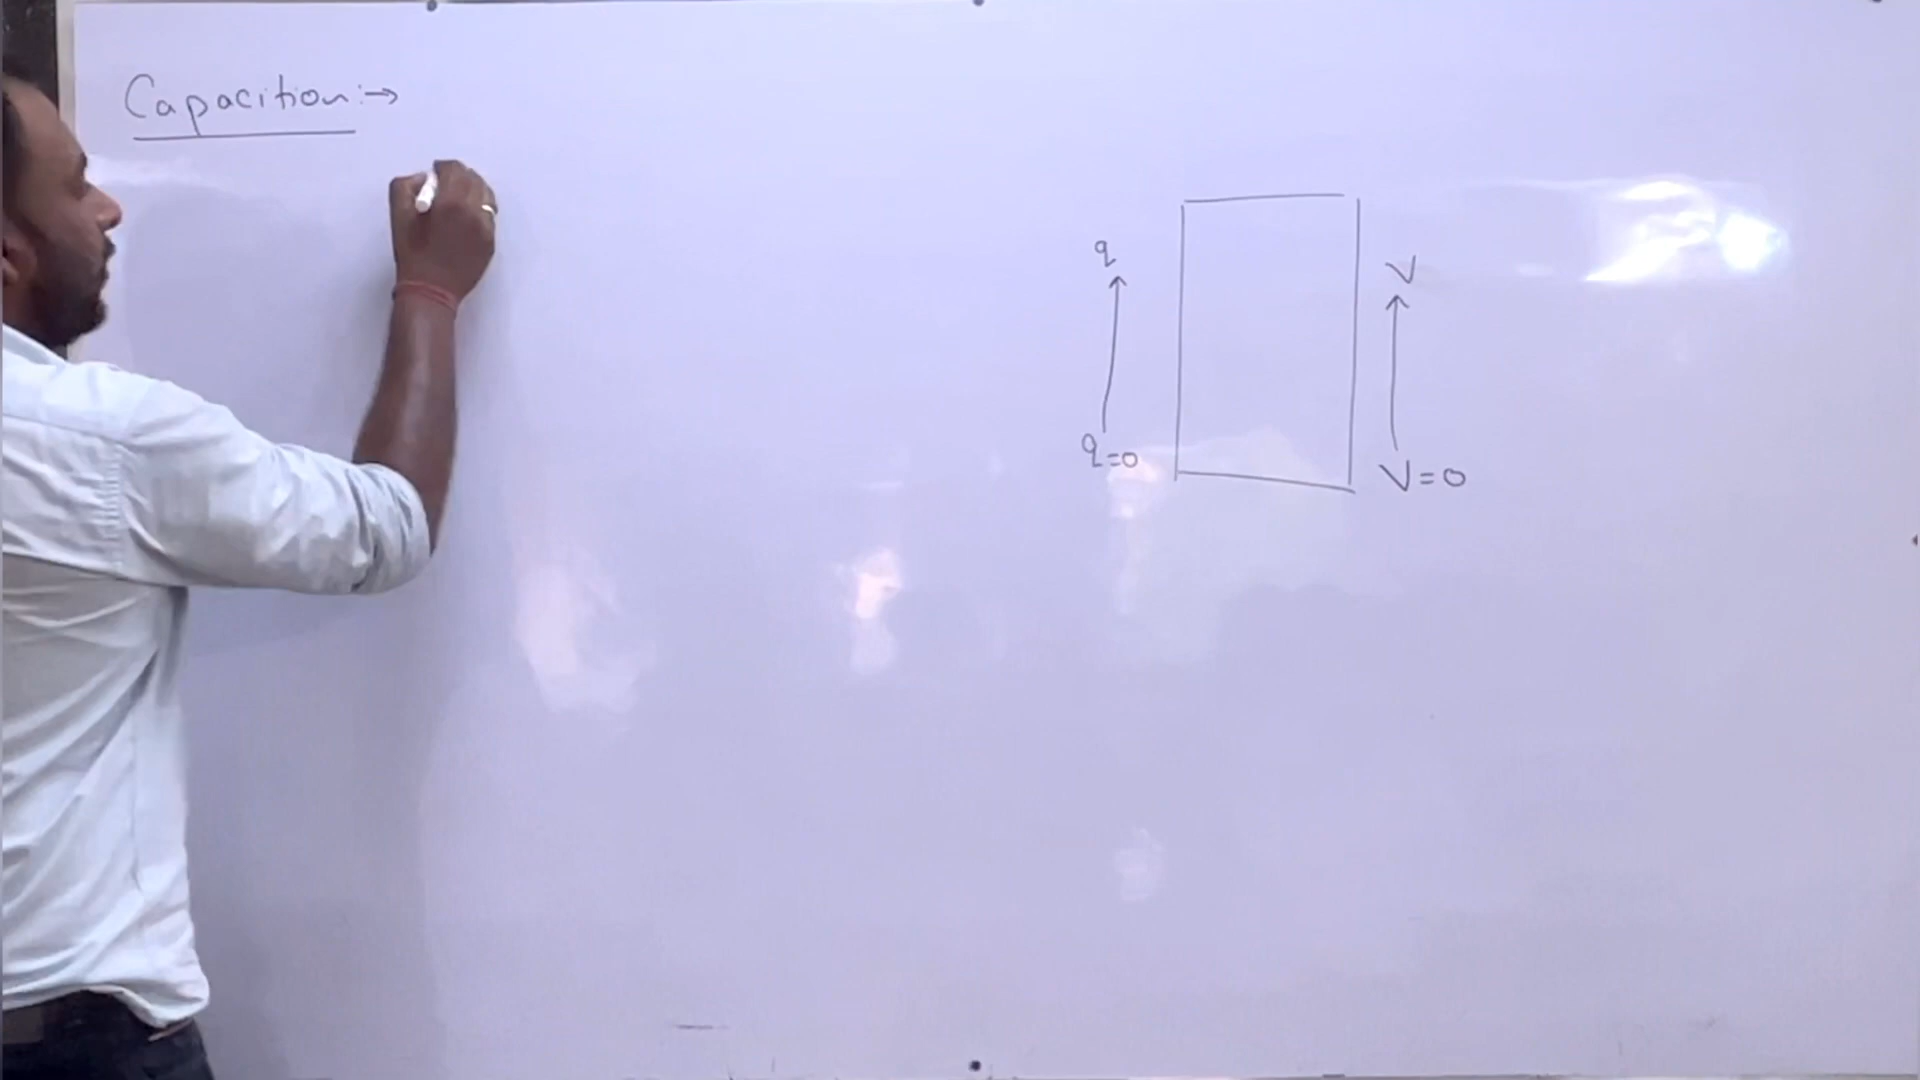 Capacition:→
q
V
q=0
V=0